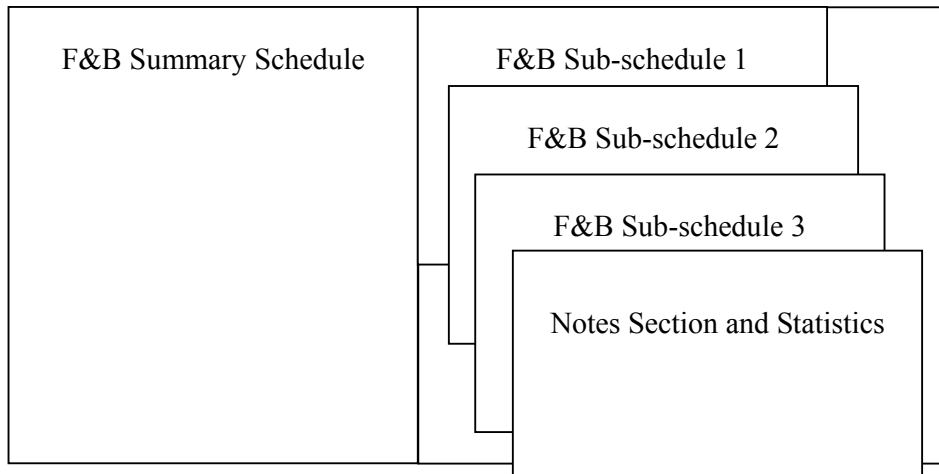 F&B Summary Schedule
F&B Sub-schedule 1
F&B Sub-schedule 2
F&B Sub-schedule 3
Notes Section and Statistics